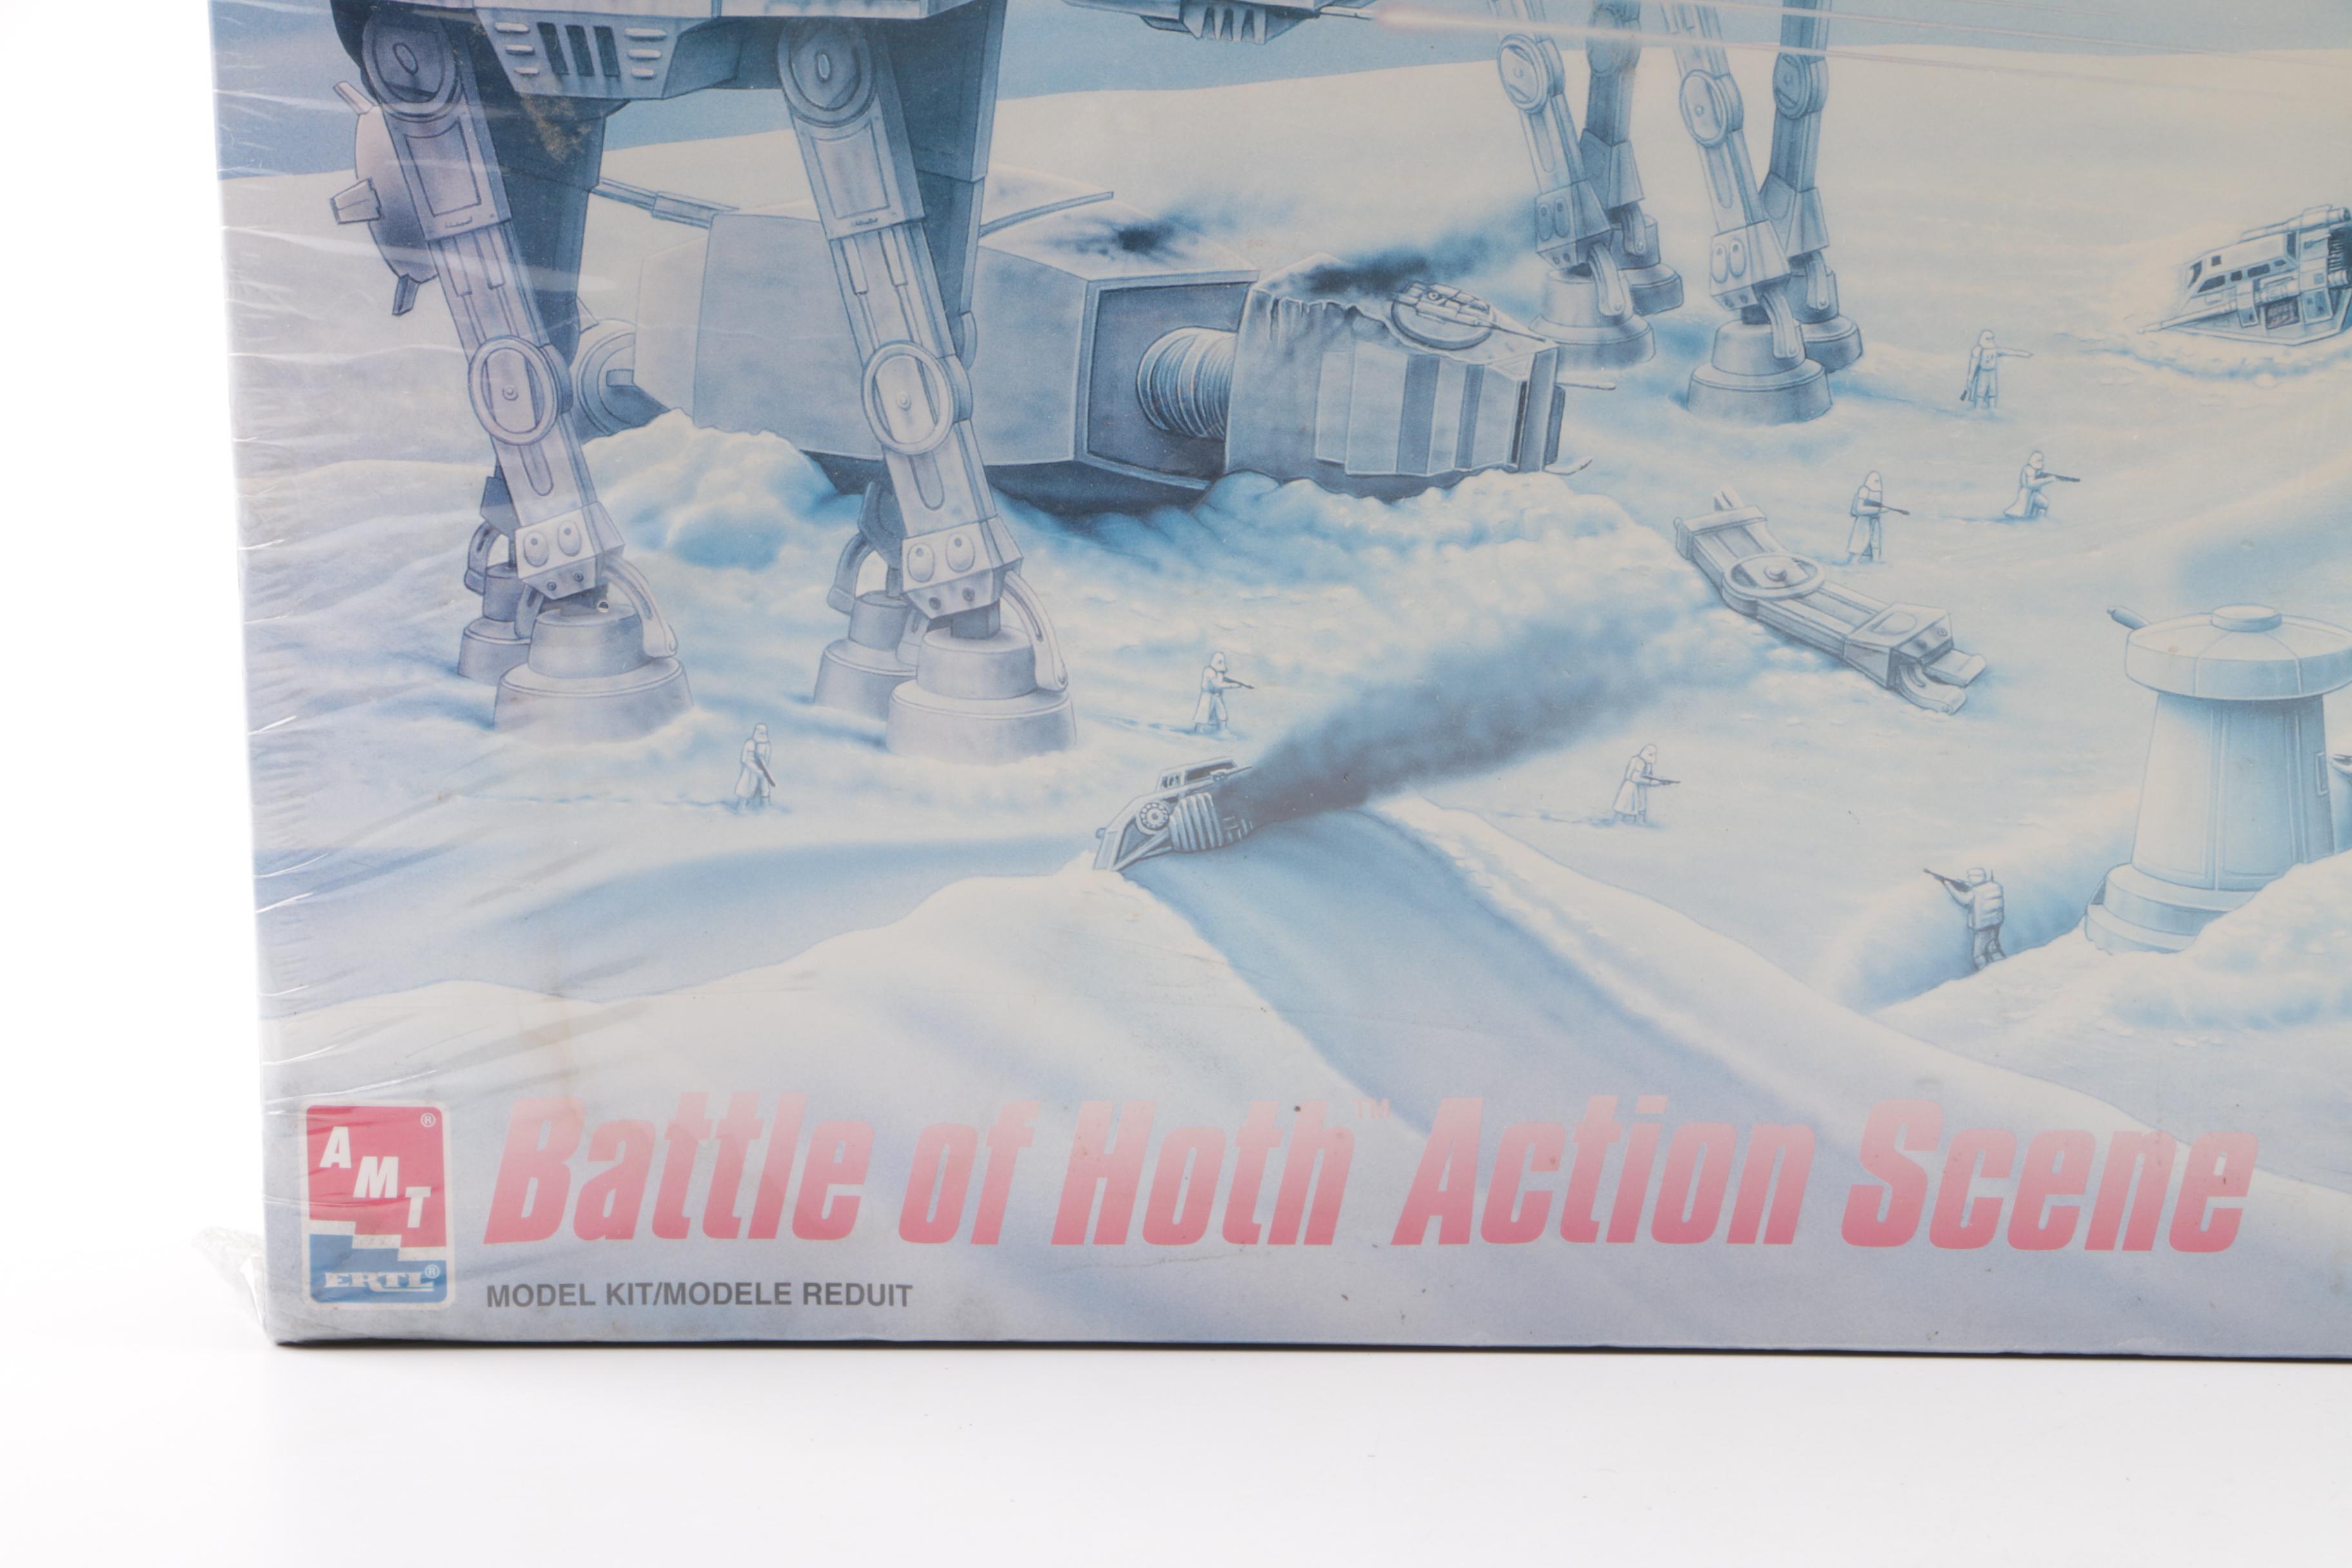 AMT®
ERTL®
Battle of Hoth™ Action Scene
MODEL KIT/MODELE REDUIT